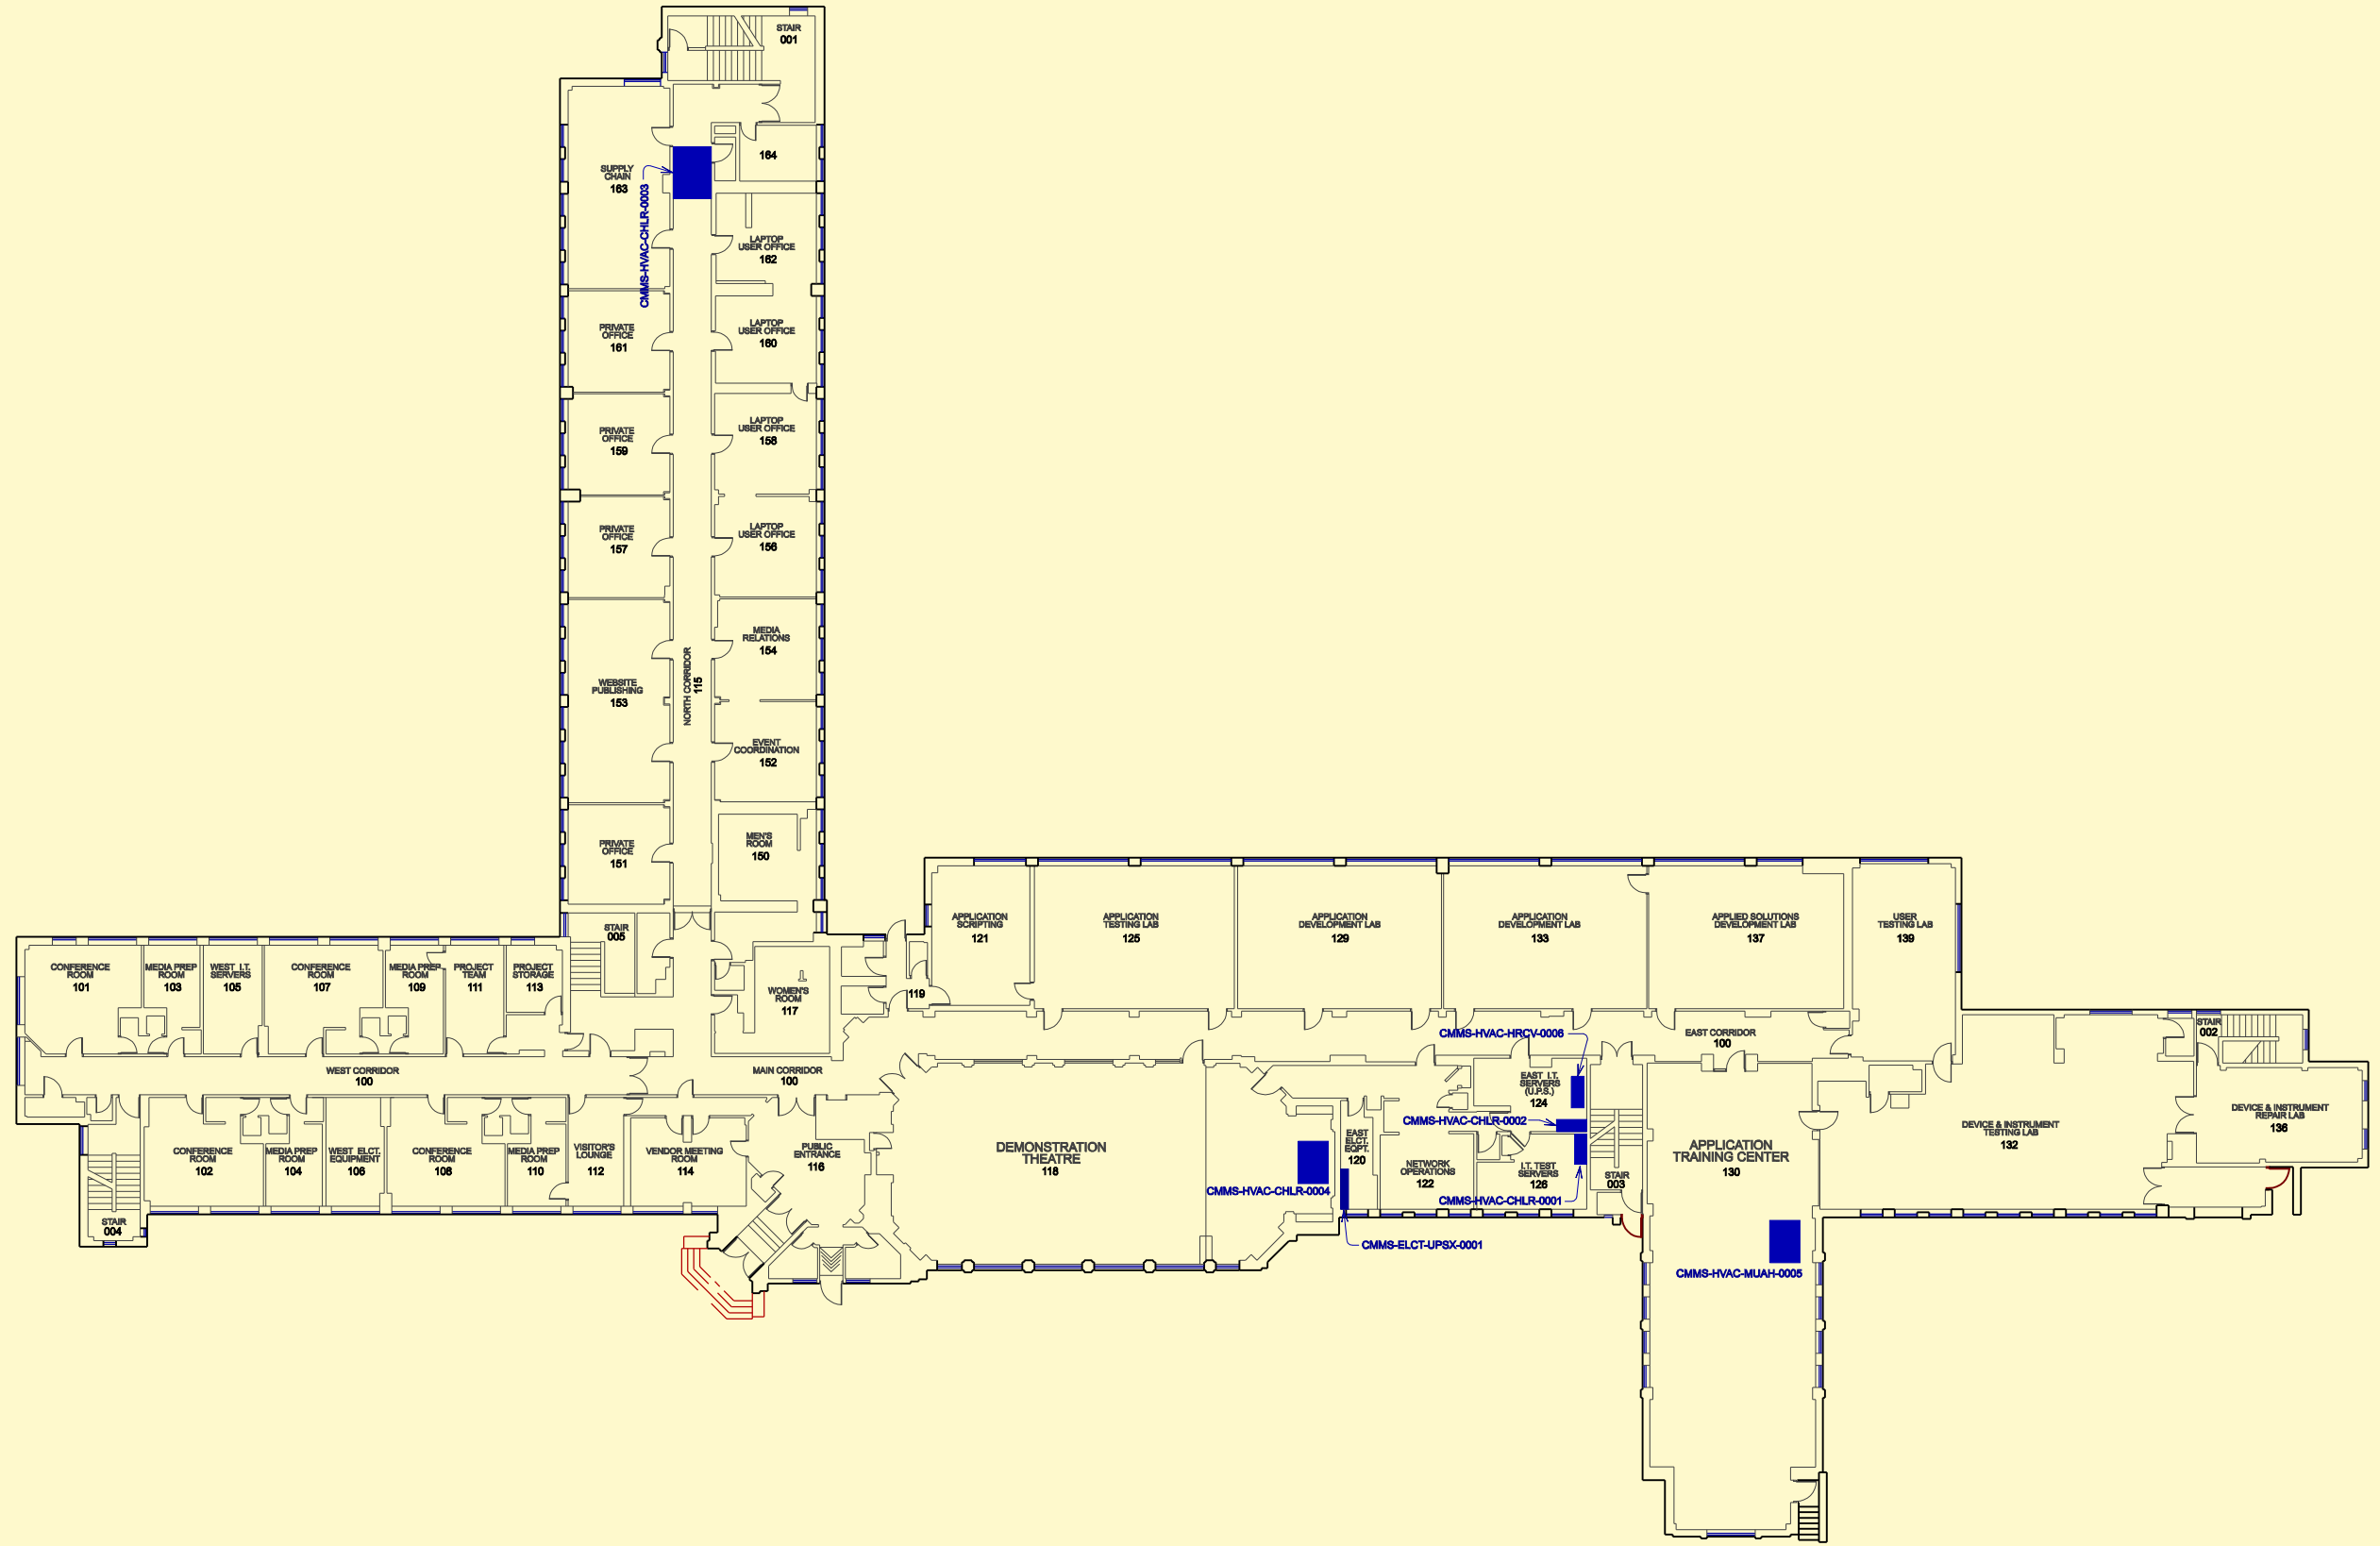 STAIR
001
164
SUPPLY
CHAIN
163
CMMS-HVAC-CHLR-0003
LAPTOP
USER OFFICE
162
PRIVATE
OFFICE
161
LAPTOP
USER OFFICE
160
PRIVATE
OFFICE
159
LAPTOP
USER OFFICE
158
PRIVATE
OFFICE
157
LAPTOP
USER OFFICE
156
MEDIA
RELATIONS
154
NORTH CORRIDOR
115
WEBSITE
PUBLISHING
153
EVENT
COORDINATION
152
PRIVATE
OFFICE
151
MEN'S
ROOM
150
STAIR
005
WOMEN'S
ROOM
117
119
CONFERENCE
ROOM
101
MEDIA PREP
ROOM
103
WEST I.T.
SERVERS
105
CONFERENCE
ROOM
107
MEDIA PREP
ROOM
109
PROJECT
TEAM
111
PROJECT
STORAGE
113
WEST CORRIDOR
100
MAIN CORRIDOR
100
CONFERENCE
ROOM
102
MEDIA PREP
ROOM
104
WEST ELCT.
EQUIPMENT
106
CONFERENCE
ROOM
108
MEDIA PREP
ROOM
110
VISITOR'S
LOUNGE
112
VENDOR MEETING
ROOM
114
PUBLIC
ENTRANCE
116
STAIR
004
APPLICATION
SCRIPTING
121
APPLICATION
TESTING LAB
125
APPLICATION
DEVELOPMENT LAB
129
APPLICATION
DEVELOPMENT LAB
133
APPLIED SOLUTIONS
DEVELOPMENT LAB
137
USER
TESTING LAB
139
CMMS-HVAC-HRCV-0006
EAST CORRIDOR
100
STAIR
002
DEMONSTRATION
THEATRE
118
CMMS-HVAC-CHLR-0004
EAST
ELCT.
EQPT.
120
NETWORK
OPERATIONS
122
EAST I.T.
SERVERS
(U.P.S.)
124
CMMS-HVAC-CHLR-0002
I.T. TEST
SERVERS
126
CMMS-HVAC-CHLR-0001
STAIR
003
CMMS-ELCT-UPSX-0001
APPLICATION
TRAINING CENTER
130
CMMS-HVAC-MUAH-0005
DEVICE & INSTRUMENT
TESTING LAB
132
DEVICE & INSTRUMENT
REPAIR LAB
136